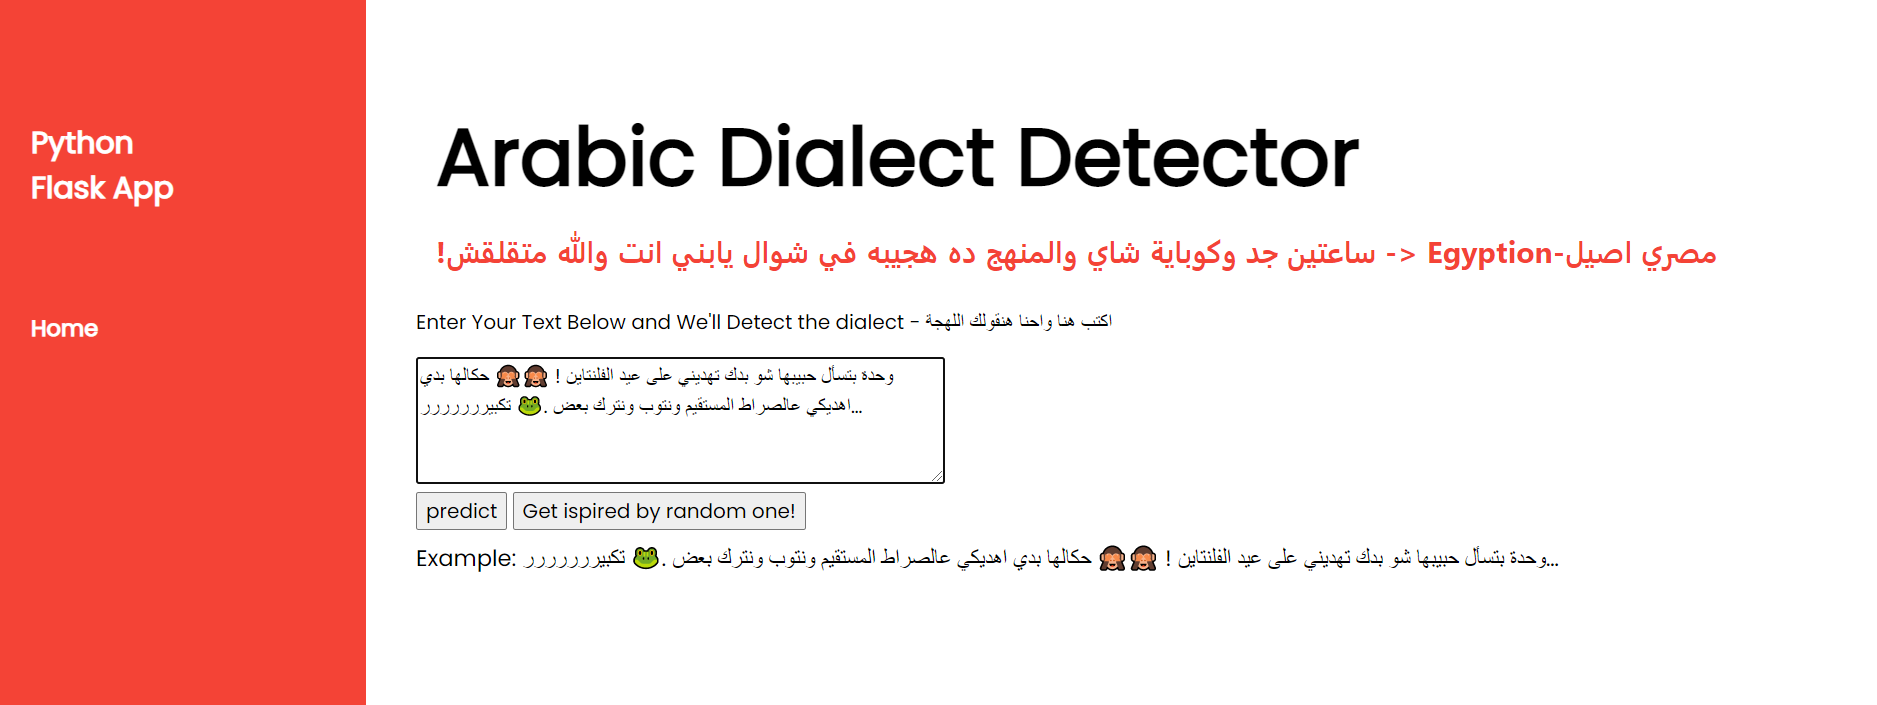 Python
Flask App
Home
Arabic Dialect Detector
مصري اصيل-Egyption <- ساعتين جد وكوباية شاي والمنهج ده هجيبه في شوال يابني انت والله متقلقش!
Enter Your Text Below and We'll Detect the dialect - اكتب هنا واحنا هنقولك اللهجة
وحدة بتسأل حبيبها شو بدك تهديني على عيد الفلنتاين ! 🙈🙈 حكالها بدي
اهديكي عالصراط المستقيم ونتوب ونترك بعض .🐸 تكبيرررررررر...
predict
Get ispired by random one!
Example: وحدة بتسأل حبيبها شو بدك تهديني على عيد الفلنتاين ! 🙈🙈 حكالها بدي اهديكي عالصراط المستقيم ونتوب ونترك بعض .🐸 تكبيرررررررر...